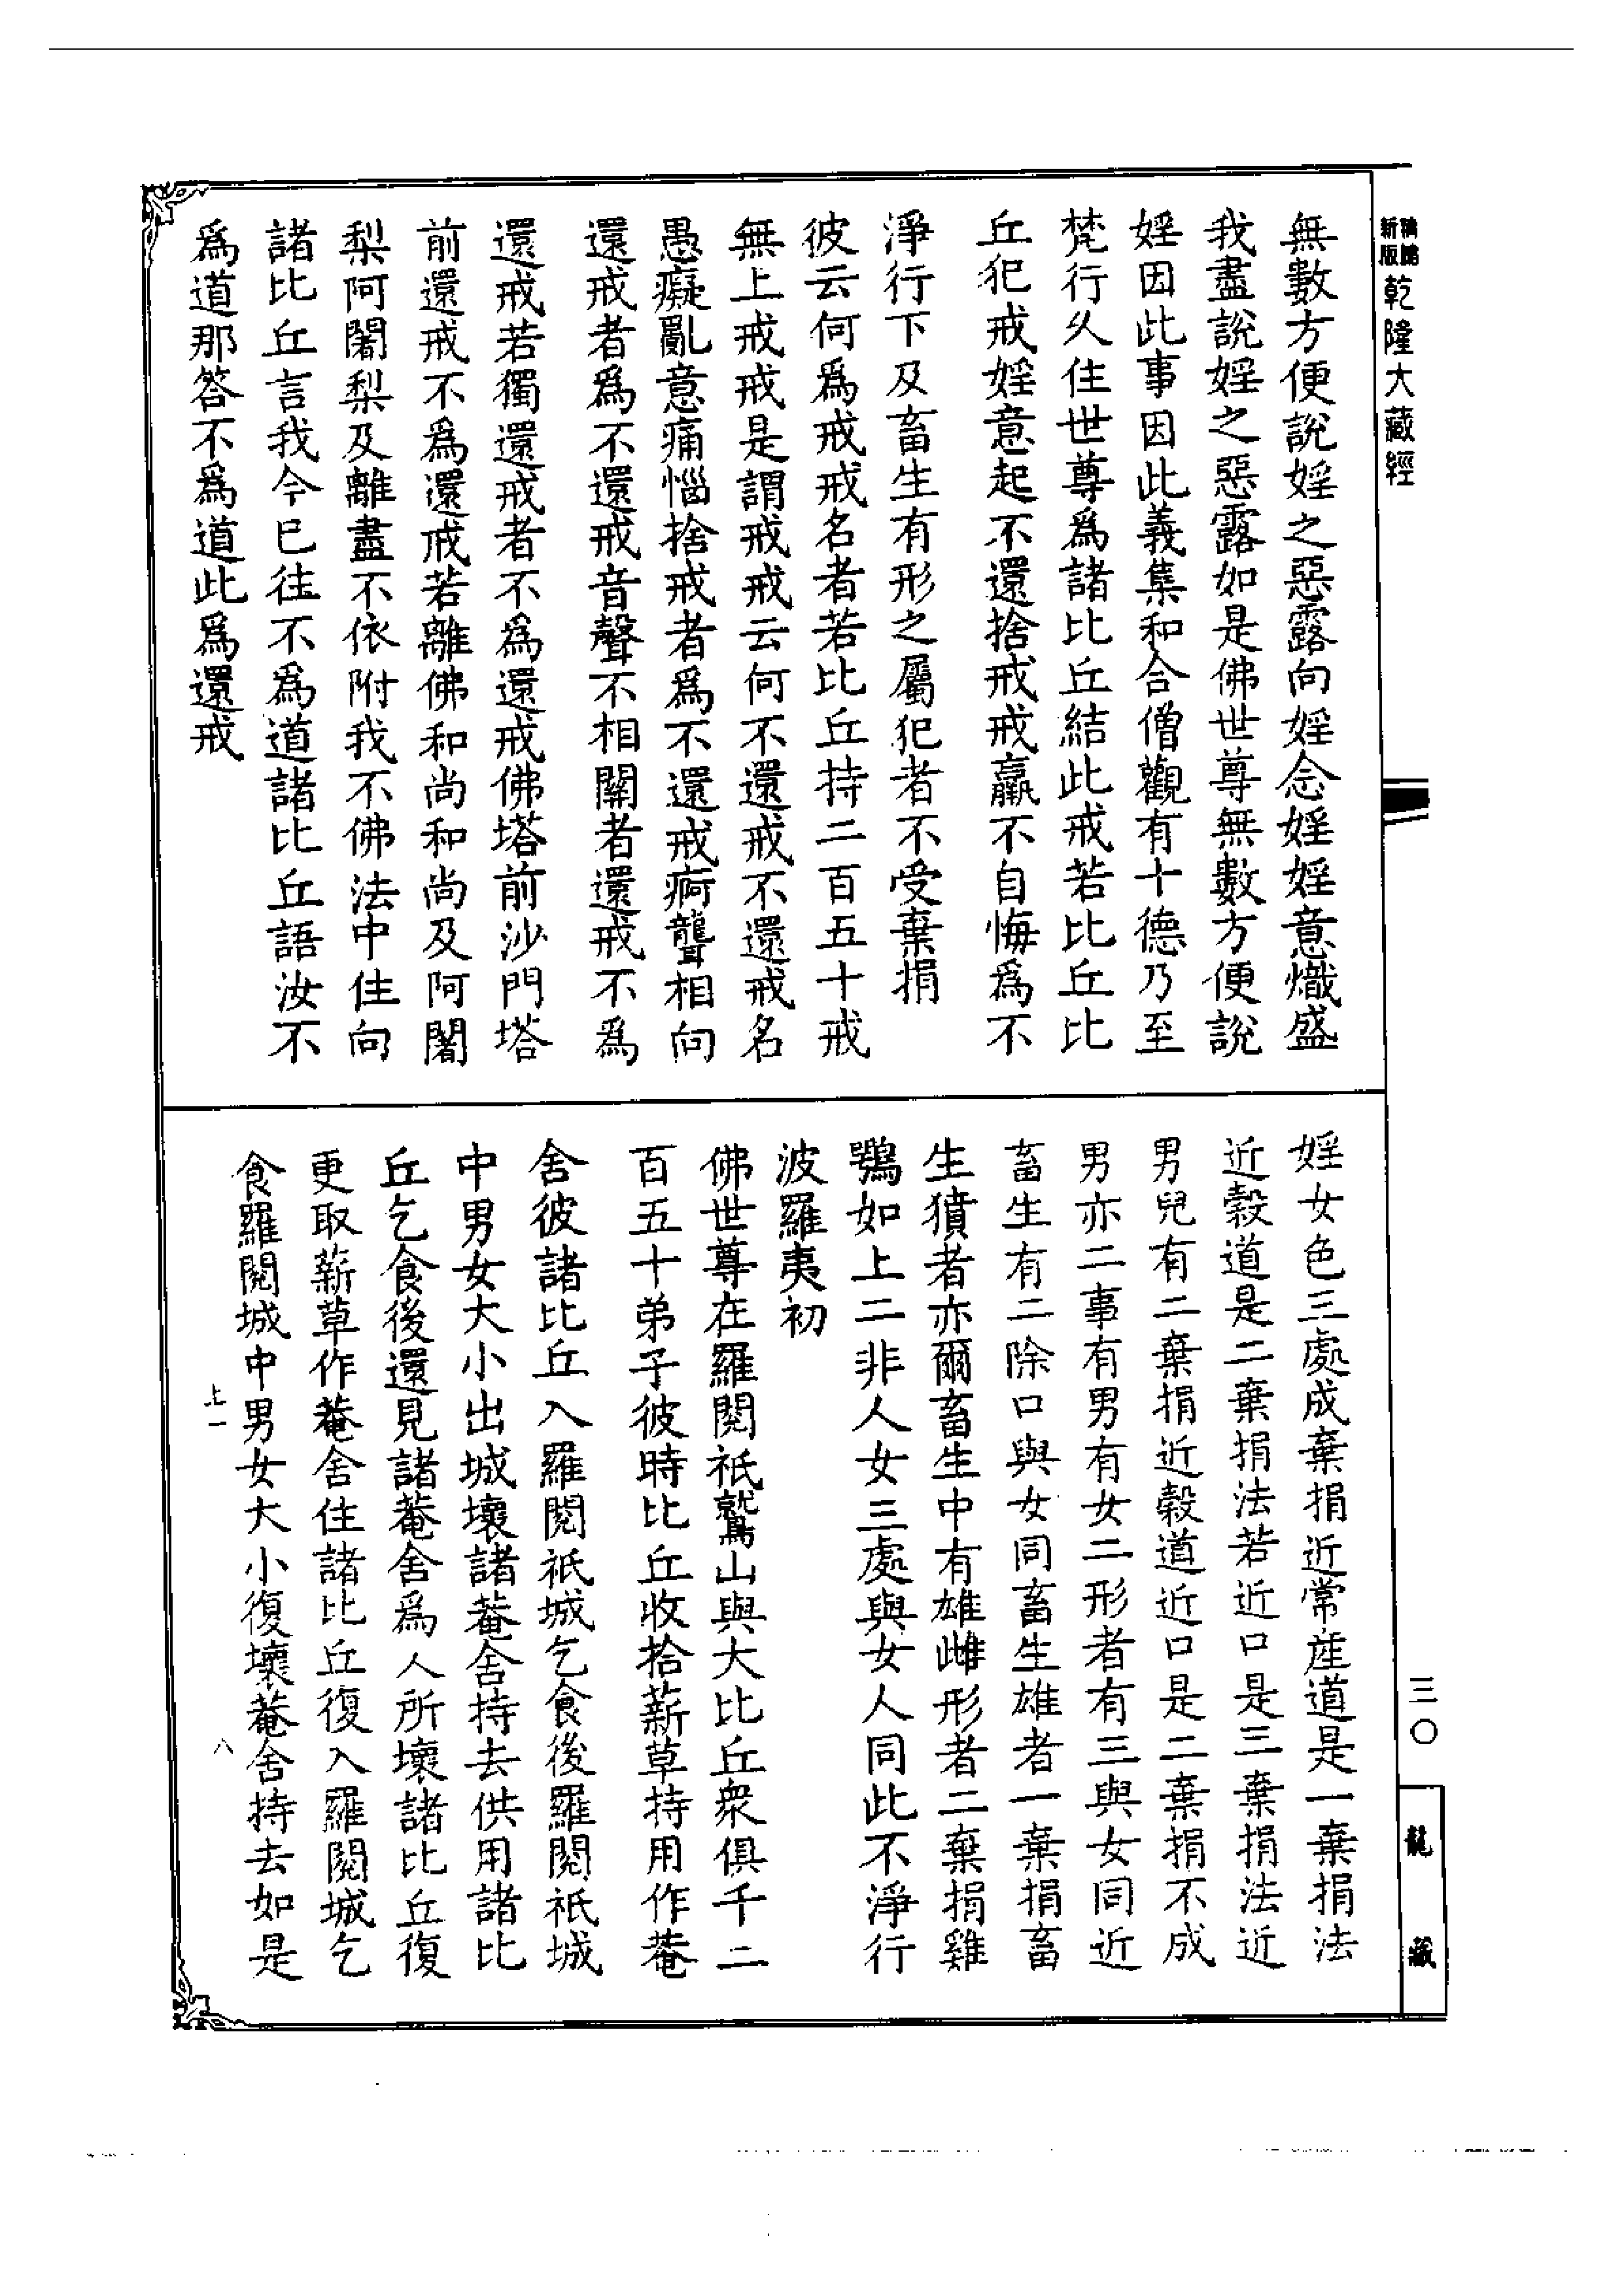 新版
乾隆大藏經
無數方便說婬之惡露向婬念婬婬意熾盛
我盡說婬之惡露如是佛世尊無數方便說
婬因此事因此義集和合僧觀有十德乃至
梵行久住世尊為諸比丘結此戒若比丘比
丘犯戒婬意起不還捨戒戒羸不自悔為不
淨行下及畜生有形之屬犯者不受棄捐
彼云何為戒戒名者若比丘持二百五十戒
無上戒戒是謂戒戒云何不還戒不還戒名
愚癡亂意痛惱捨戒者為不還戒痾聾相向
還戒者為不還戒音聲不相關者還戒不為
還戒若獨還戒者不為還戒佛塔前沙門塔
前還戒不為還戒若離佛和尚和尚及阿闍
梨阿闍梨及離盡不依附我不佛法中住向
諸比丘言我今已往不為道諸比丘語汝不
為道那答不為道此為還戒
婬女色三處成棄捐近常產道是一棄捐法
近穀道是二棄捐法若近口是三棄捐法近
男兒有二棄捐近穀道近口是二棄捐不成
男亦二事有男有女二形者有三與女同近
畜生有二除口與女同畜生雄者一棄捐畜
生獖者亦爾畜生中有雄雌形者二棄捐雞
鶚如上二非人女三處與女人同此不淨行
波羅夷初
佛世尊在羅閱祇鷲山與大比丘衆俱千二
百五十弟子彼時比丘收拾薪草持用作菴
舍彼諸比丘入羅閱祇城乞食後羅閱祇城
中男女大小出城壞諸菴舍持去供用諸比
丘乞食後還見諸菴舍為人所壞諸比丘復
更取薪草作菴舍住諸比丘復入羅閱城乞
食羅閱城中男女大小復壞菴舍持去如是
上一
八
三〇
龍藏